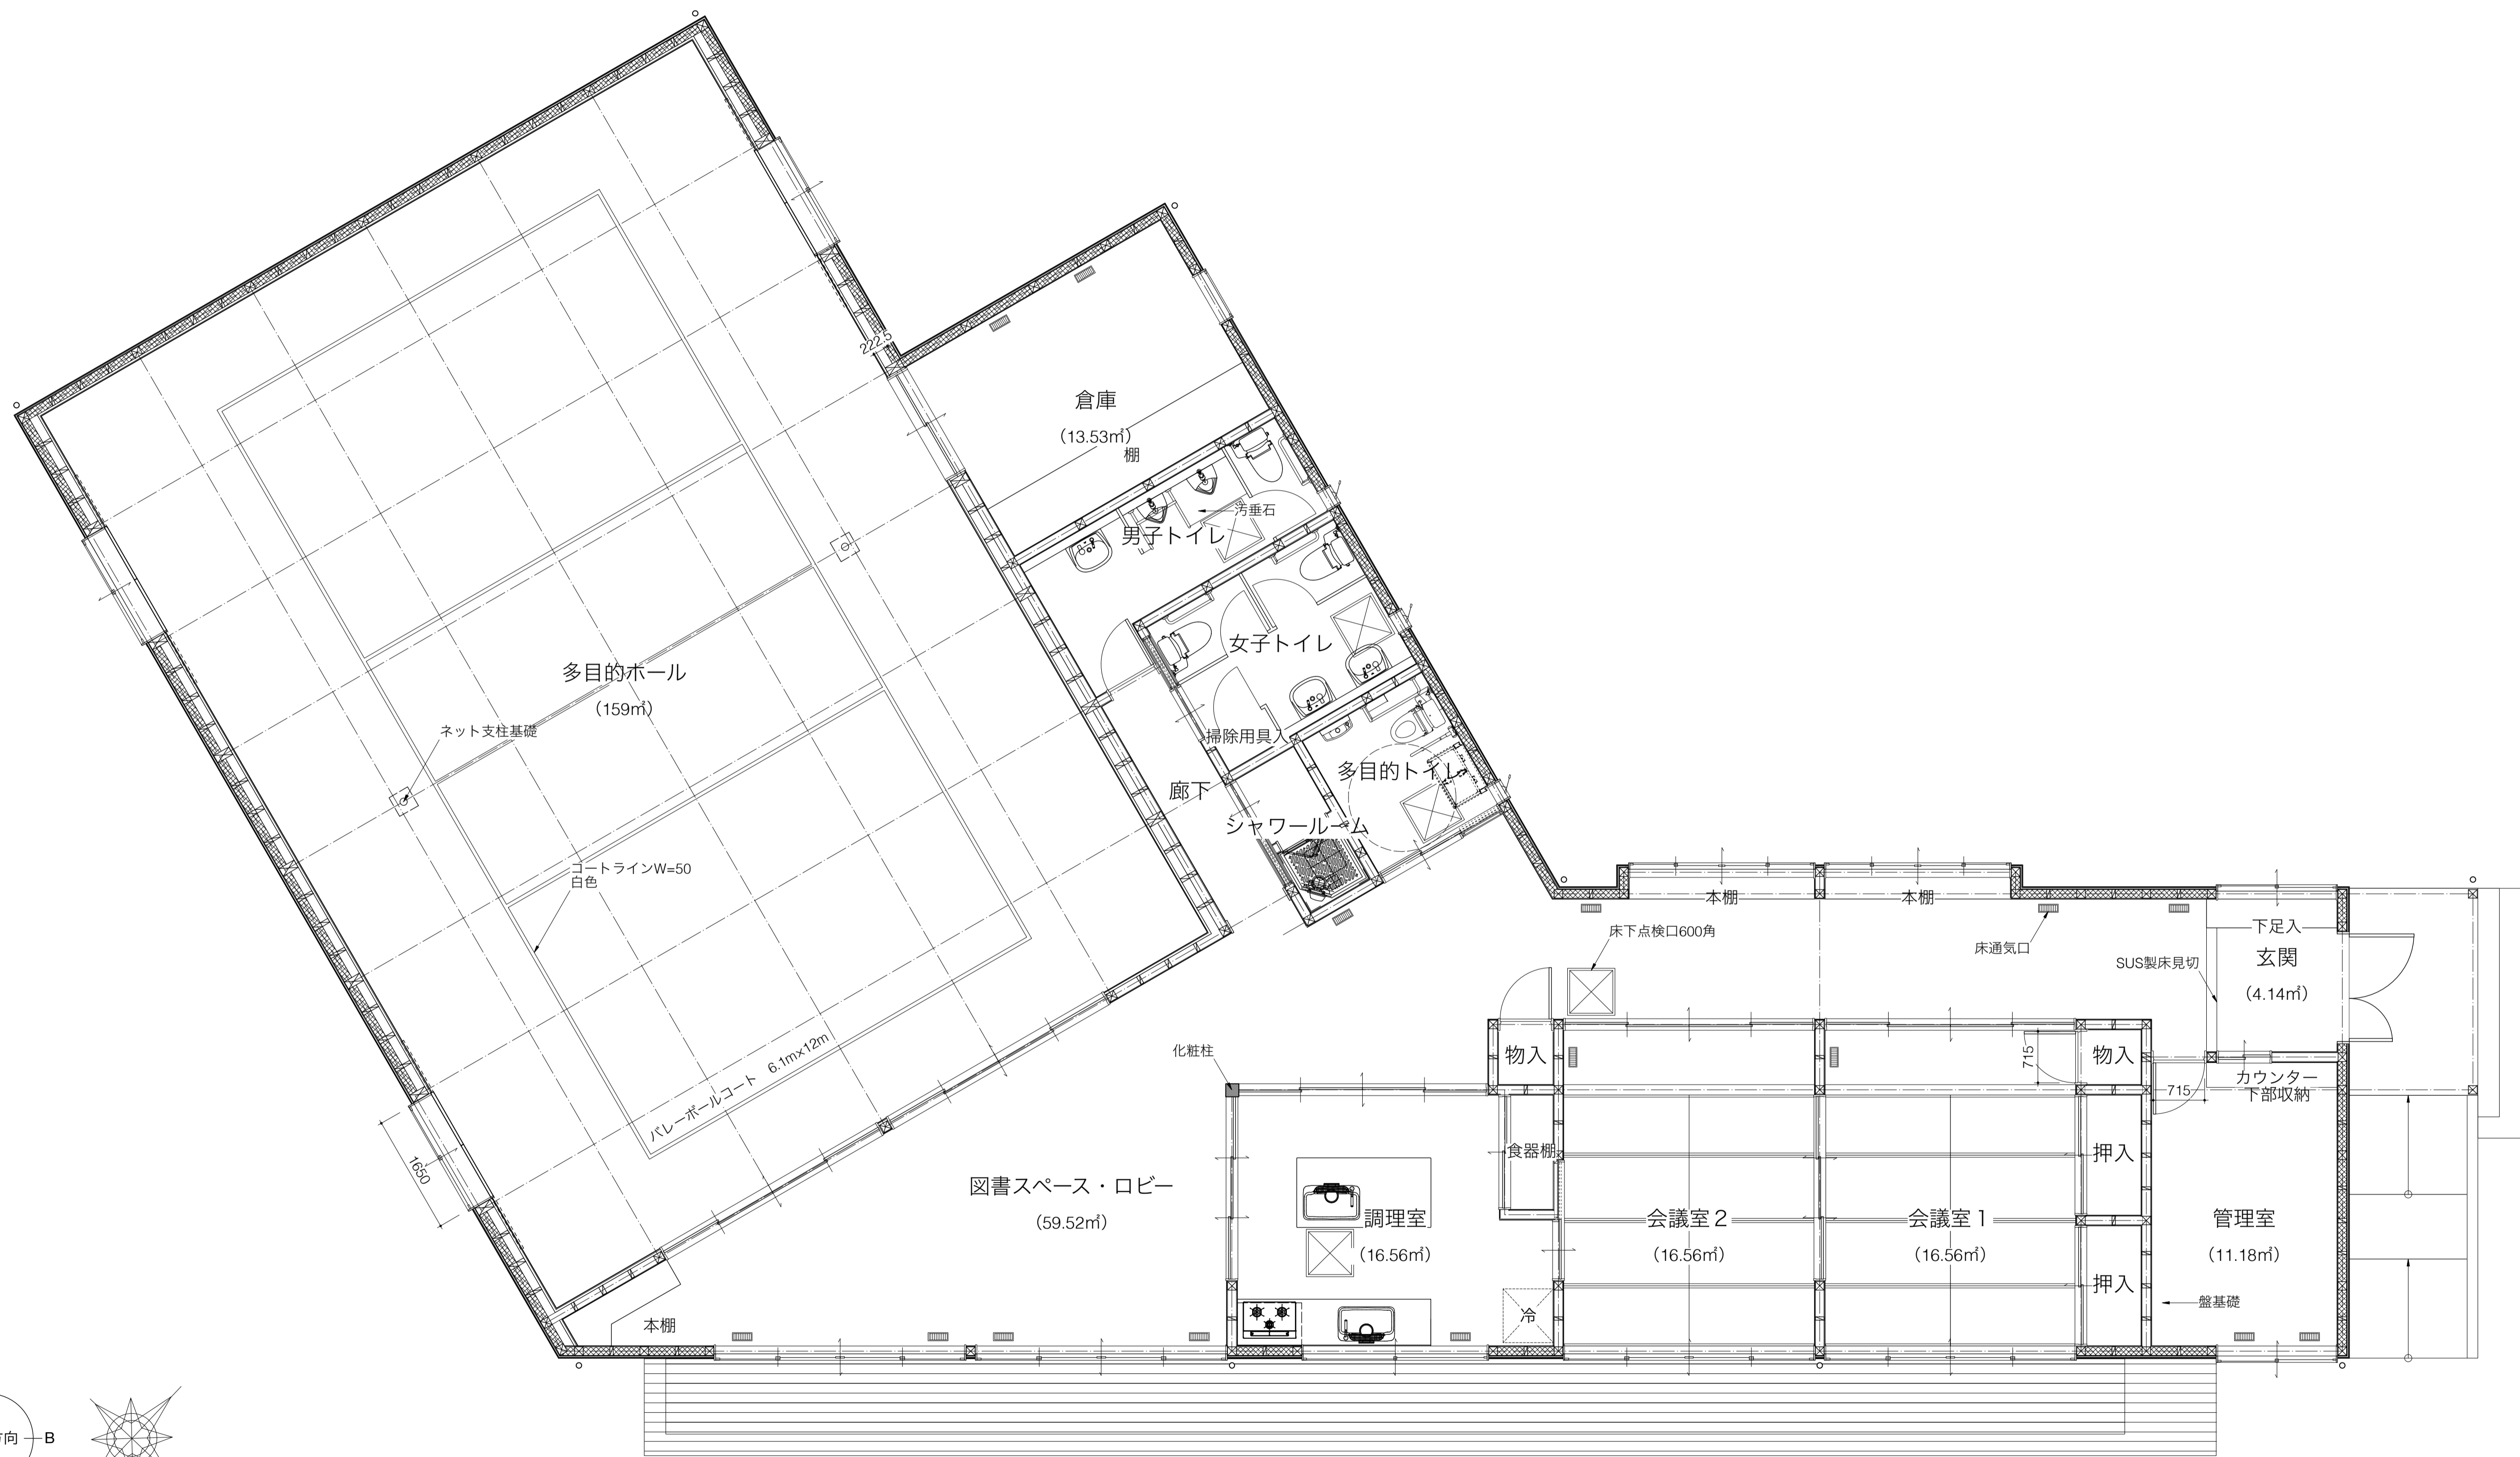 222.5
倉庫
(13.53㎡)
棚
汚垂石
男子トイレ
女子トイレ
多目的ホール
(159㎡)
ネット支柱基礎
掃除用具入
多目的トイレ
廊下
シャワールーム
コートラインW=50
白色
本棚
本棚
下足入
床下点検口600角
床通気口
玄関
SUS製床見切
(4.14㎡)
化粧柱
物入
715
物入
カウンター
下部収納
715
バレーボールコート 6.1m×12m
食器棚
押入
1650
図書スペース・ロビー
(59.52㎡)
調理室
(16.56㎡)
会議室2
(16.56㎡)
会議室1
(16.56㎡)
管理室
(11.18㎡)
押入
盤基礎
冷
本棚
方向
B